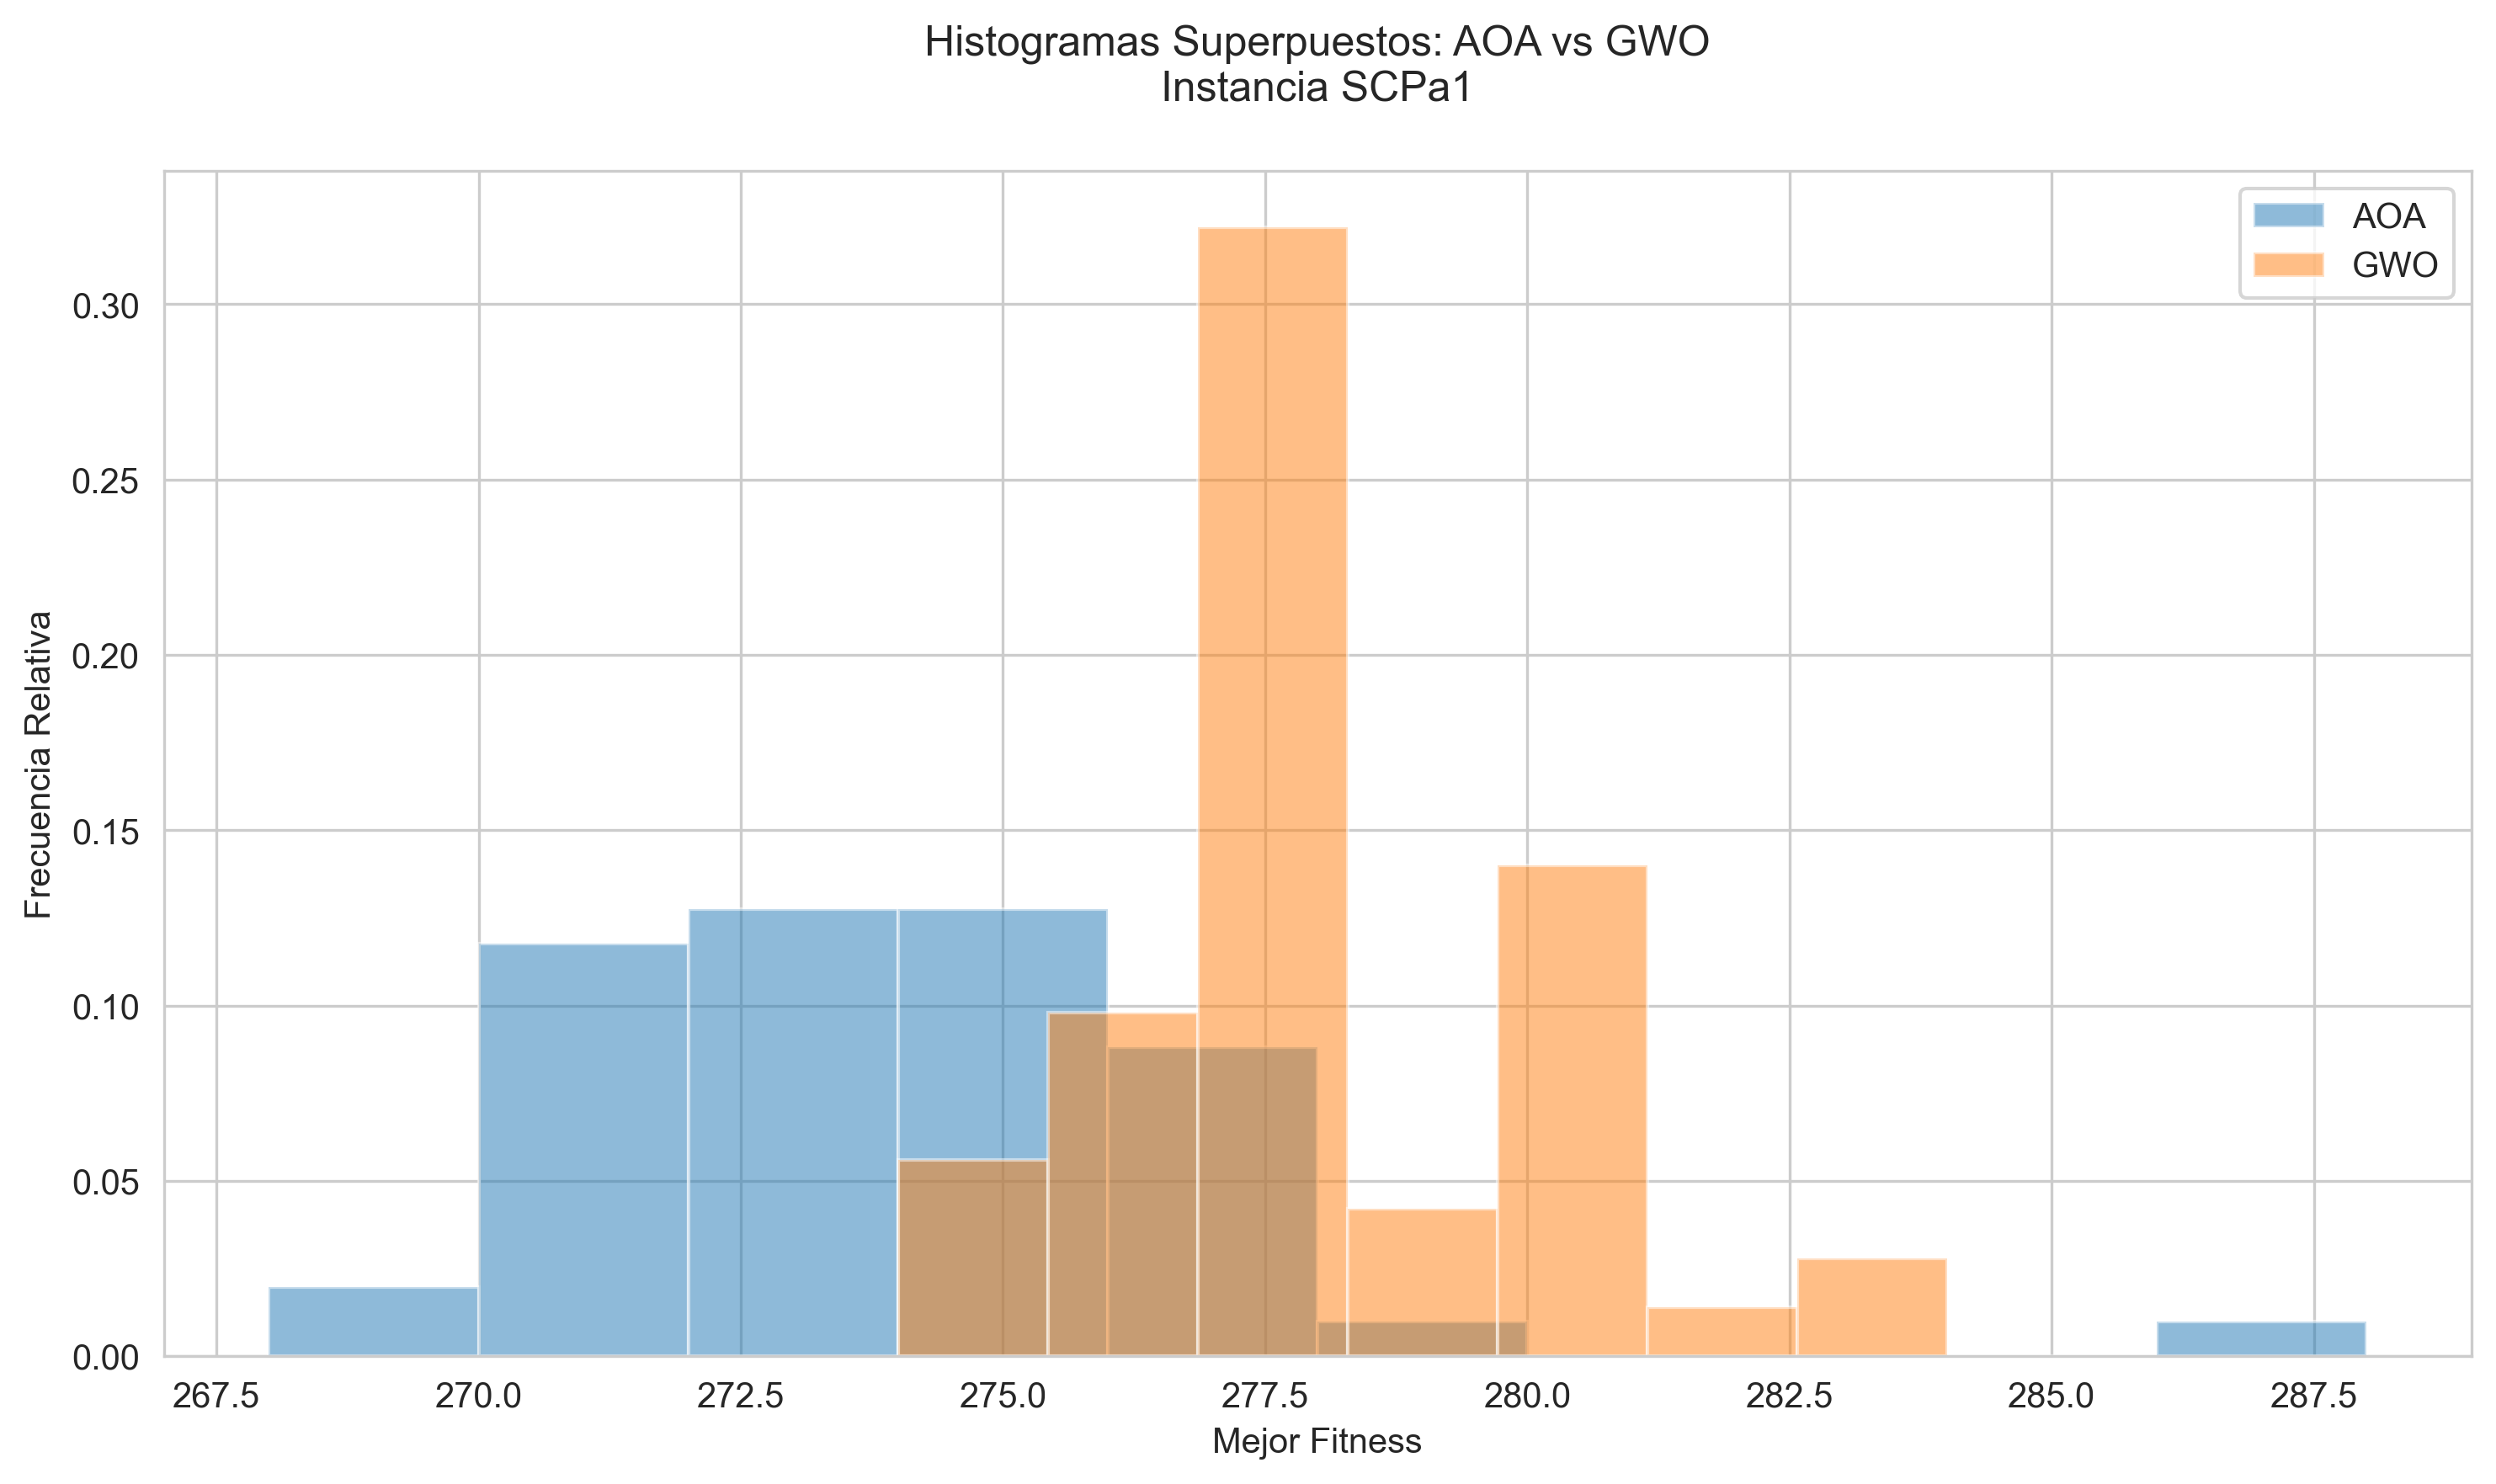 Histogramas Superpuestos: AOA vs GWO
Instancia SCPa1
AOA
GWO
Frecuencia Relativa
0.30
0.25
0.20
0.15
0.10
0.05
0.00
267.5 270.0 272.5 275.0 277.5 280.0 282.5 285.0 287.5
Mejor Fitness